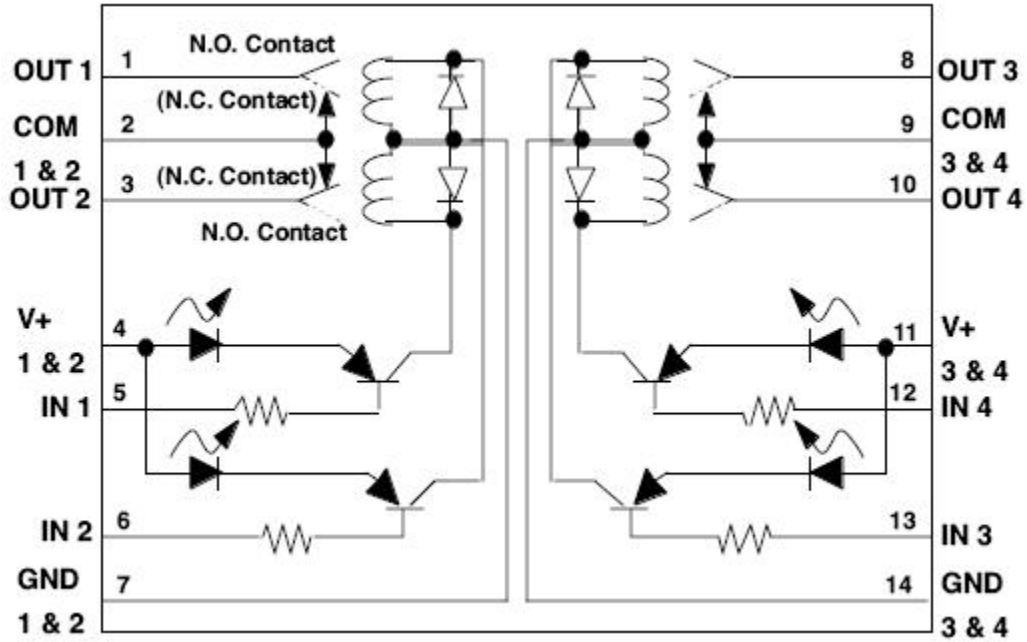 N.O. Contact
OUT 1
1
(N.C. Contact)
COM
1 & 2
2
(N.C. Contact)
OUT 2
3
N.O. Contact
V+
1 & 2
4
IN 1
5
IN 2
6
GND
1 & 2
7
8
OUT 3
9
COM
3 & 4
10
OUT 4
11
V+
3 & 4
12
IN 4
13
IN 3
14
GND
3 & 4